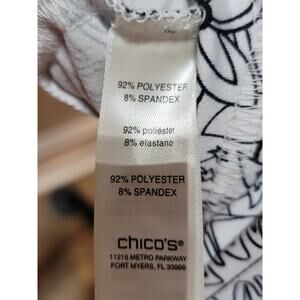 92% POLYESTER
8% SPANDEX
92% poliéster
8% elastano
92% POLYESTER
8% SPANDEX
chico's®
11215 METRO PARKWAY
FORT MYERS, FL 33966